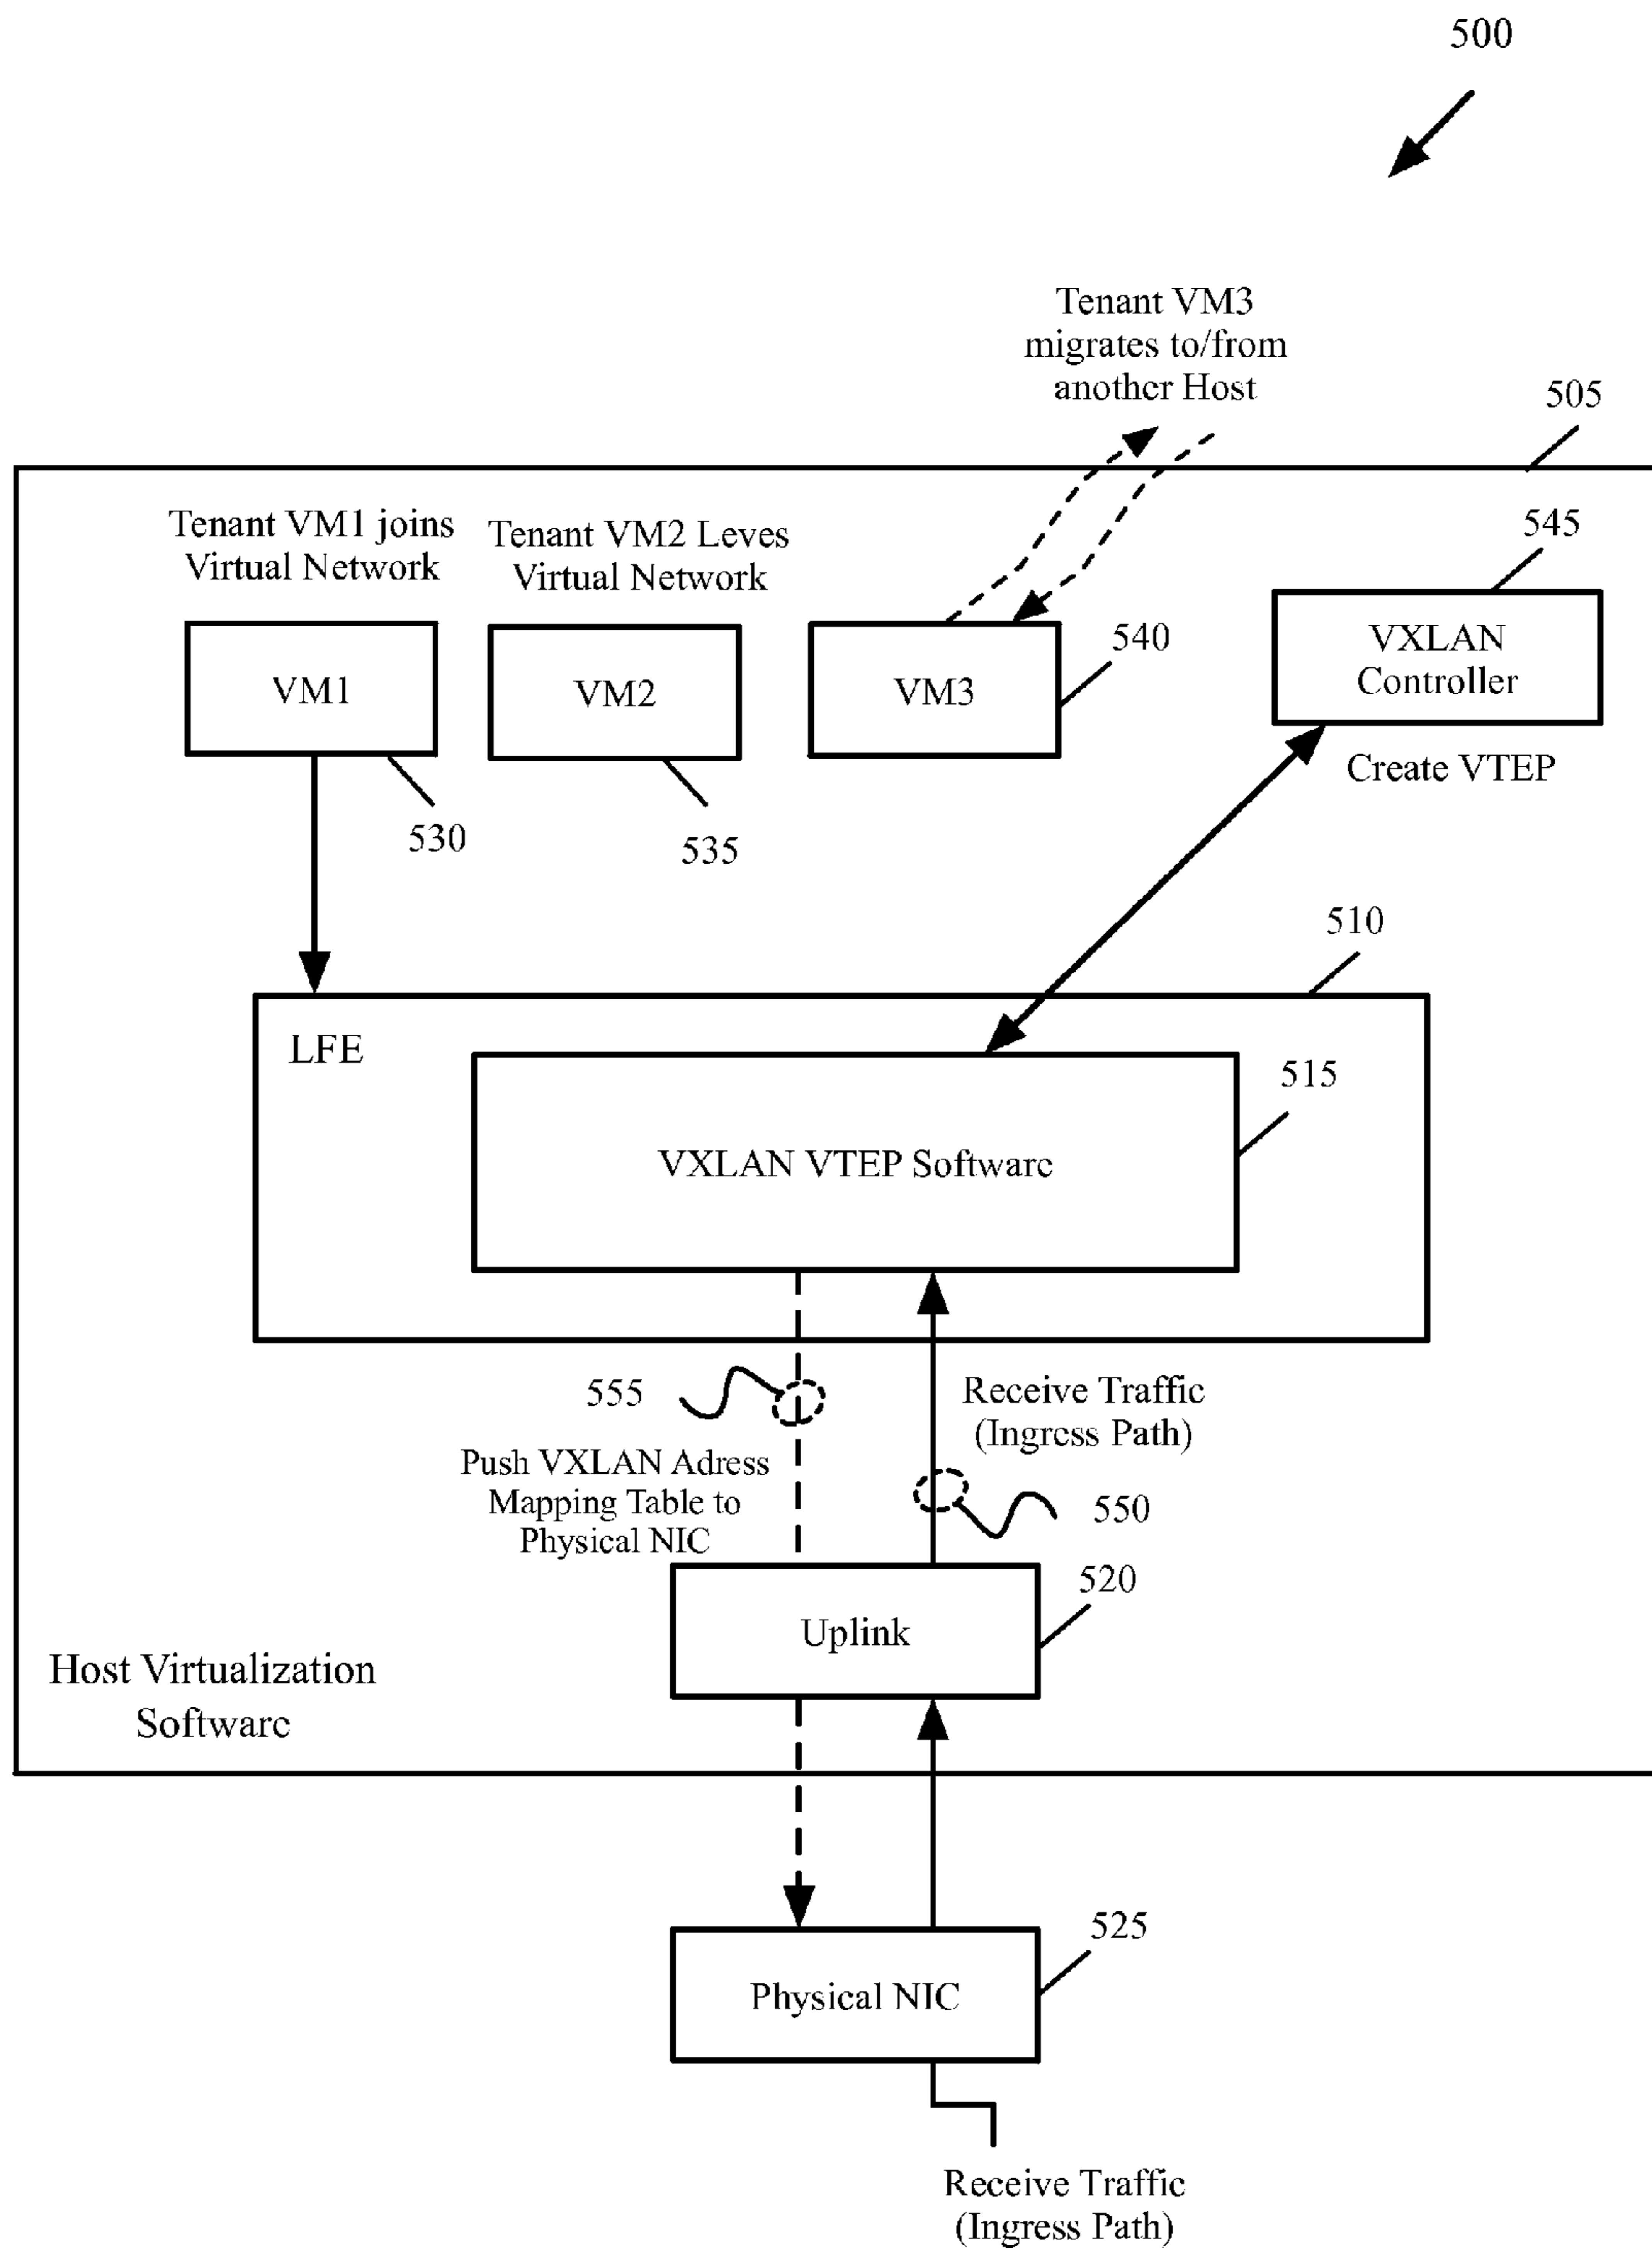 500
Tenant VM3
migrates to/from
another Host
505
Tenant VM1 joins
Virtual Network
Tenant VM2 Leves
Virtual Network
545
VM1
VM2
VM3
540
VXLAN
Controller
530
535
Create VTEP
510
LFE
515
VXLAN VTEP Software
555
Receive Traffic
(Ingress Path)
Push VXLAN Adress
Mapping Table to
Physical NIC
550
520
Uplink
Host Virtualization
Software
525
Physical NIC
Receive Traffic
(Ingress Path)